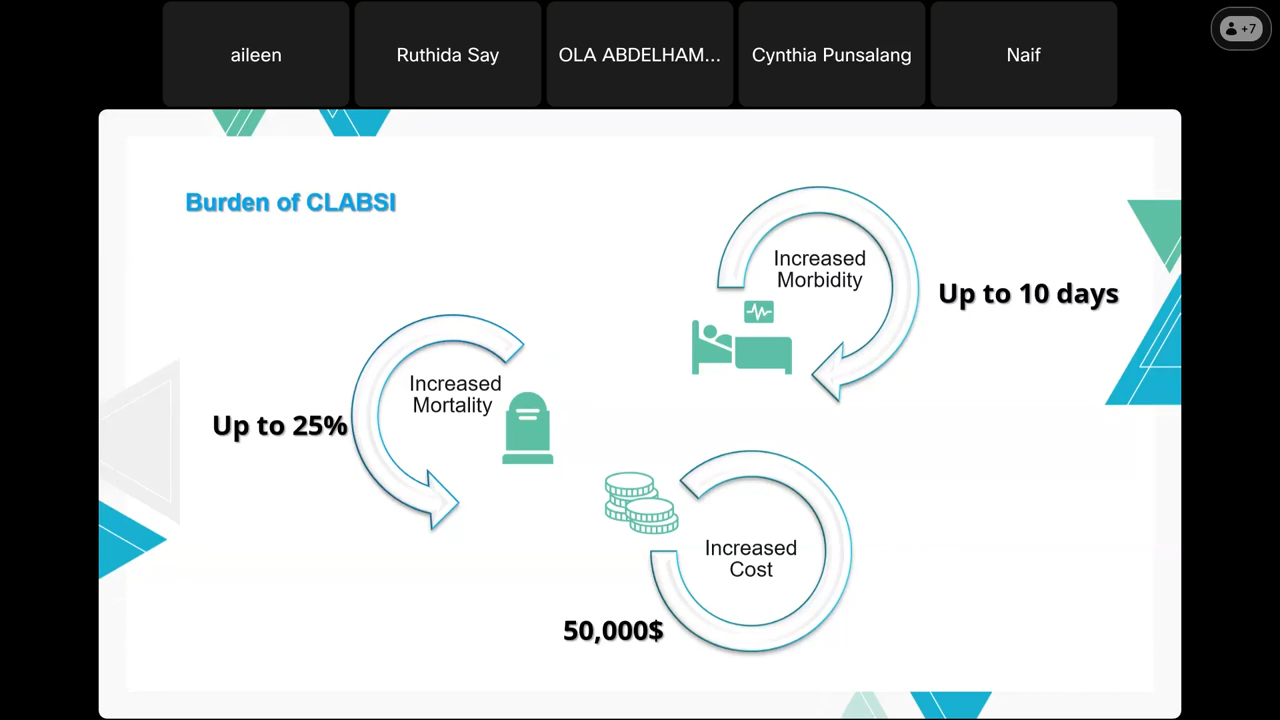 aileen
Ruthida Say
OLA ABDELHAM...
Cynthia Punsalang
Naif
+7
Burden of CLABSI
Increased
Morbidity
Up to 10 days
Increased
Mortality
Up to 25%
Increased
Cost
50,000$